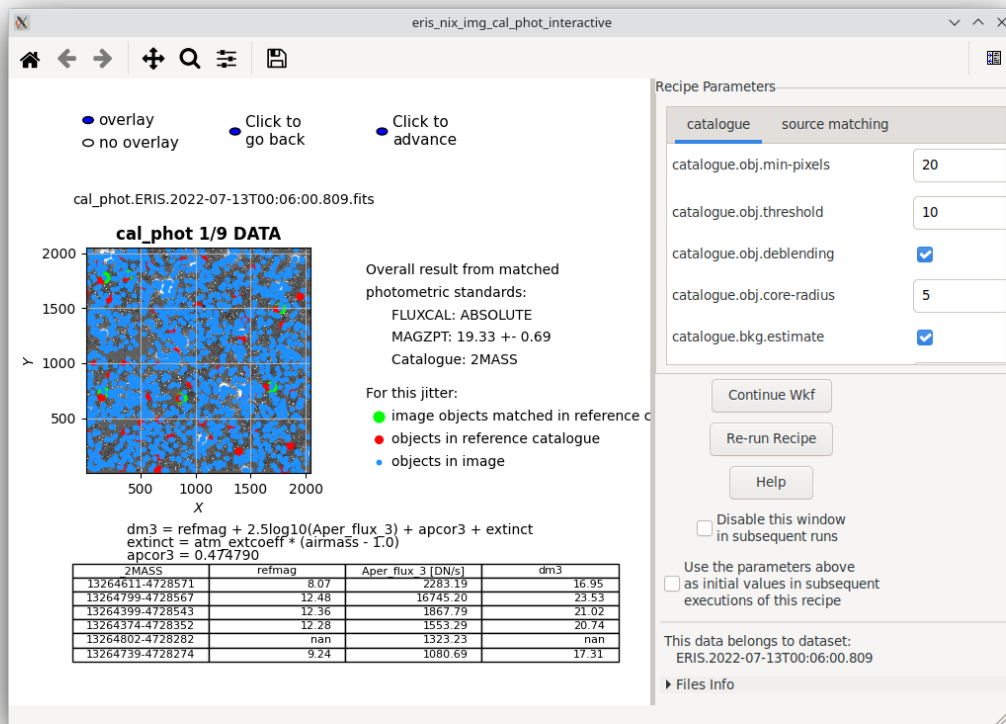 eris_nix_img_cal_phot_interactive
overlay
no overlay
Click to
go back
Click to
advance
cal_phot.ERIS.2022-07-13T00:06:00.809.fits
cal_phot 1/9 DATA
2000
1500
1000
500
Y
500 1000 1500 2000
X
Overall result from matched
photometric standards:
FLUXCAL: ABSOLUTE
MAGZPT: 19.33 +- 0.69
Catalogue: 2MASS
For this jitter:
image objects matched in reference c
objects in reference catalogue
objects in image
dm3 = refmag + 2.5log10(Aper_flux_3) + apcor3 + extinct
extinct = atm_extcoeff * (airmass - 1.0)
apcor3 = 0.474790
_2MASS refmag Aper_flux_3 [DN/s] dm3
13264611-4728571 8.07 2283.19 16.95
13264799-4728567 12.48 16745.20 23.53
13264399-4728543 12.36 1867.79 21.02
13264374-4728352 12.28 1553.29 20.74
13264802-4728282 nan 1323.23 nan
13264739-4728274 9.24 1080.69 17.31
Recipe Parameters
catalogue source matching
catalogue.obj.min-pixels 20
catalogue.obj.threshold 10
catalogue.obj.deblending
catalogue.obj.core-radius 5
catalogue.bkg.estimate
Continue Wkf
Re-run Recipe
Help
Disable this window
in subsequent runs
Use the parameters above
as initial values in subsequent
executions of this recipe
This data belongs to dataset:
ERIS.2022-07-13T00:06:00.809
Files Info